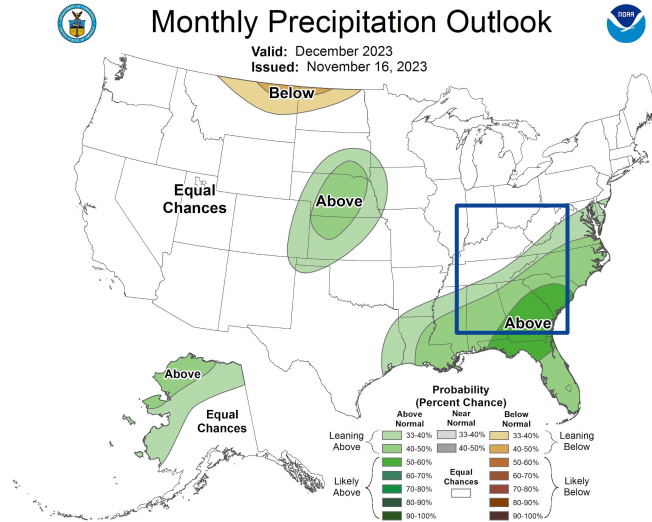 Monthly Precipitation Outlook
NOAA
Valid: December 2023
Issued: November 16, 2023
Below
Equal
Chances
Above
Above
Above
Equal
Chances
Probability
(Percent Chance)
Above
Normal
Near
Normal
Below
Normal
Leaning
Above
33-40%
40-50%
33-40%
40-50%
33-40%
40-50%
Leaning
Below
Likely
Above
50-60%
60-70%
70-80%
80-90%
90-100%
Equal
Chances
50-60%
60-70%
70-80%
80-90%
90-100%
Likely
Below